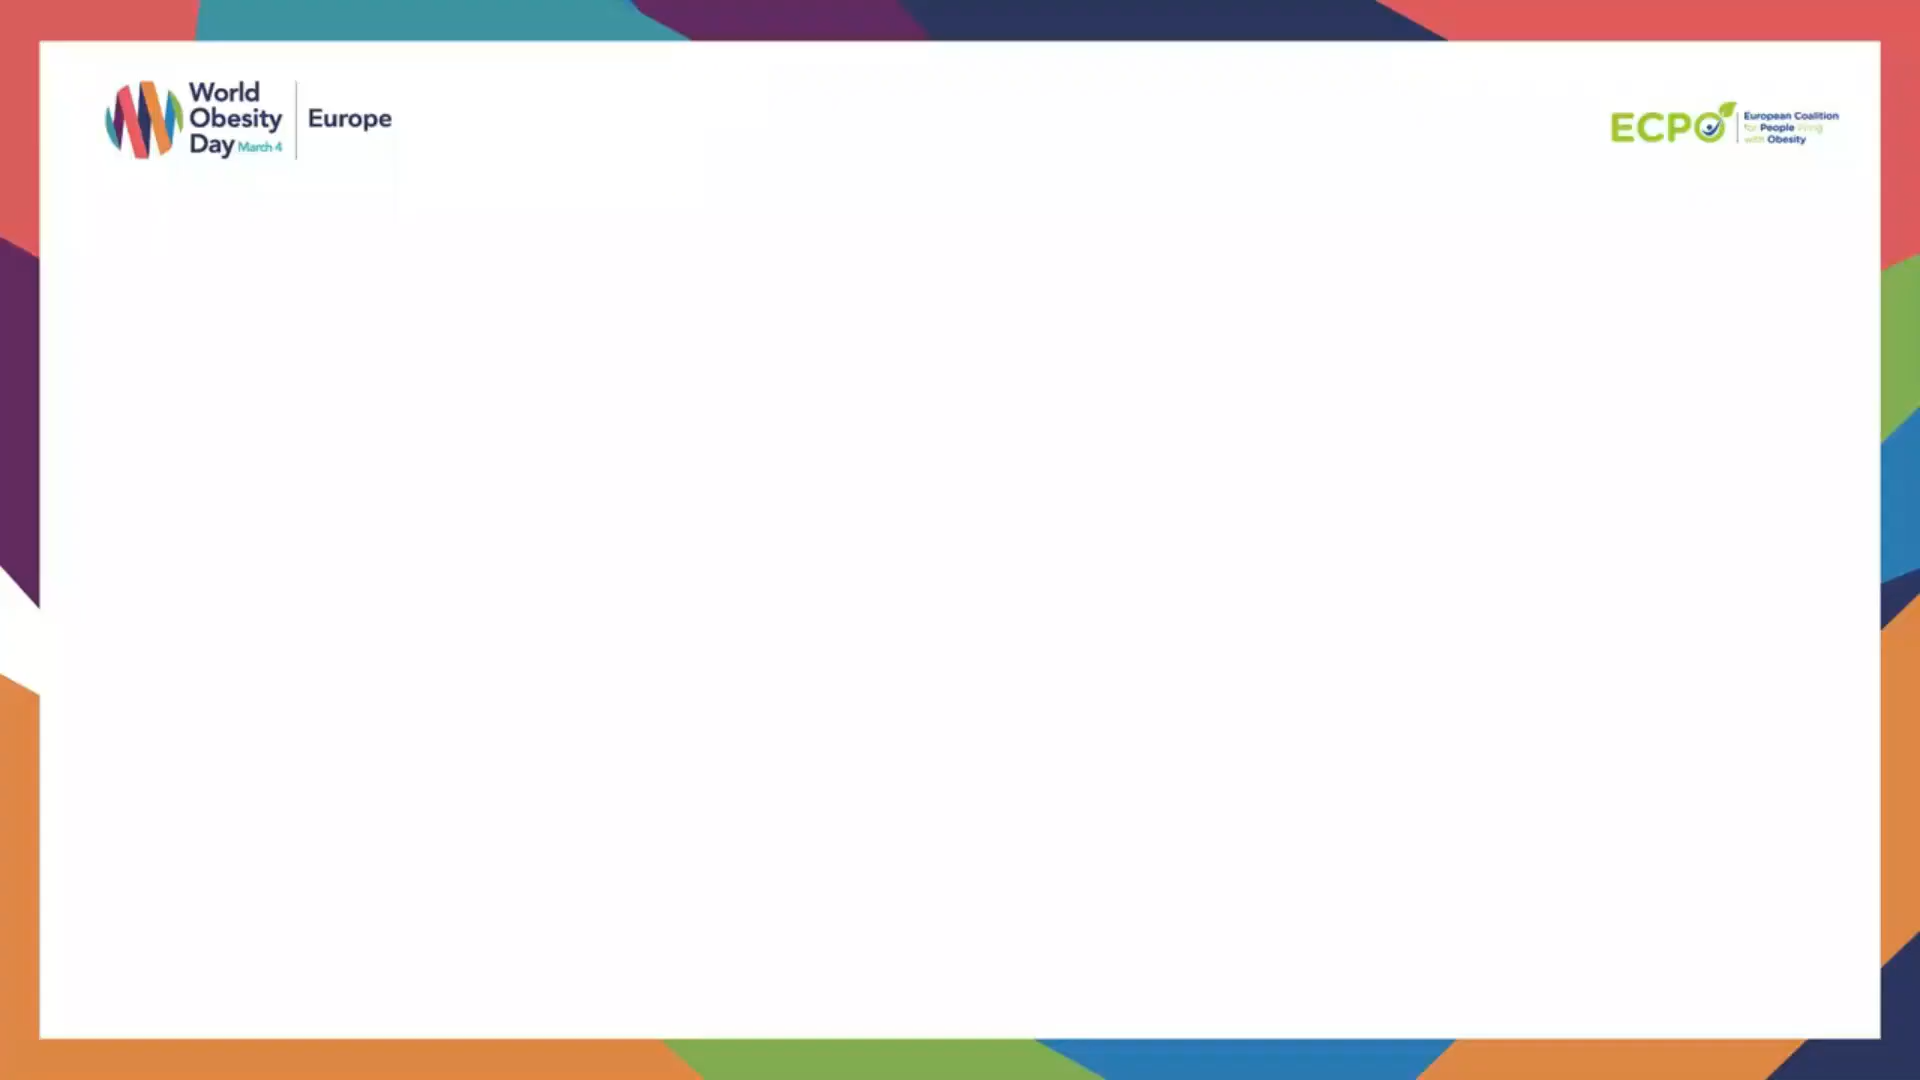 World
Obesity
Day March 4
Europe
ECPO
European Coalition
for People living
with Obesity